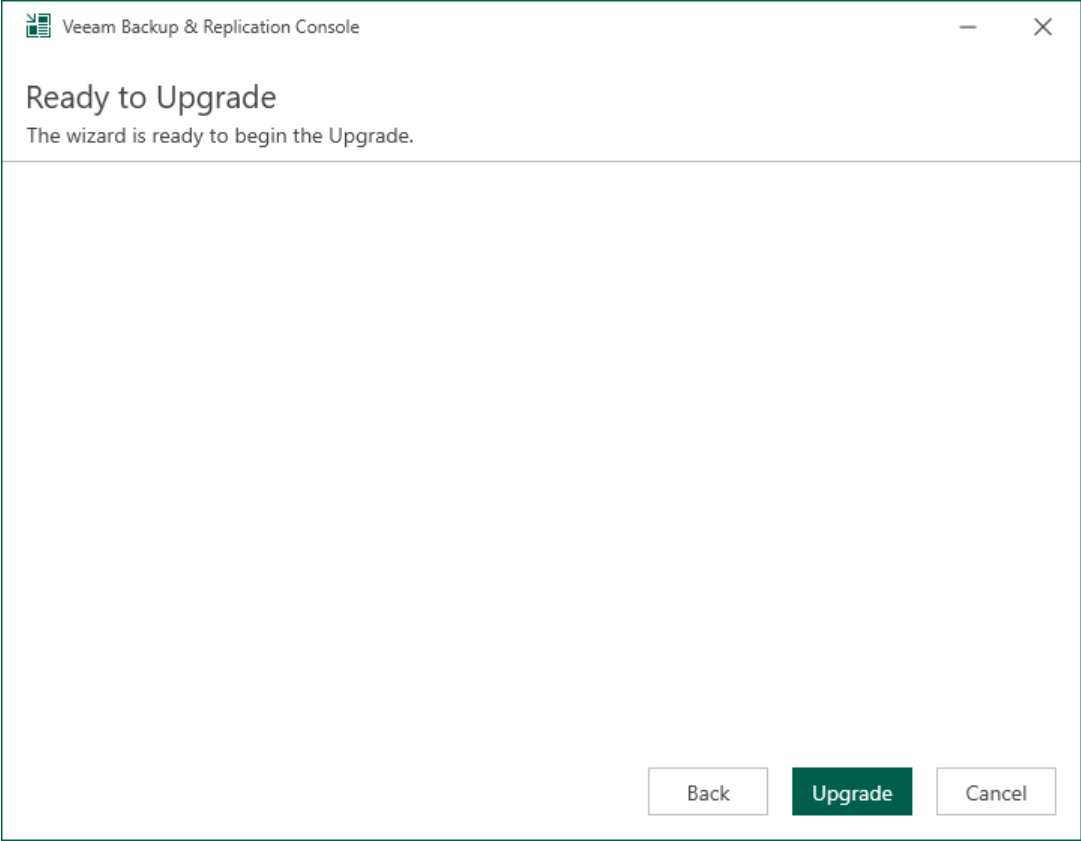 Veeam Backup & Replication Console
Ready to Upgrade
The wizard is ready to begin the Upgrade.
Back
Upgrade
Cancel